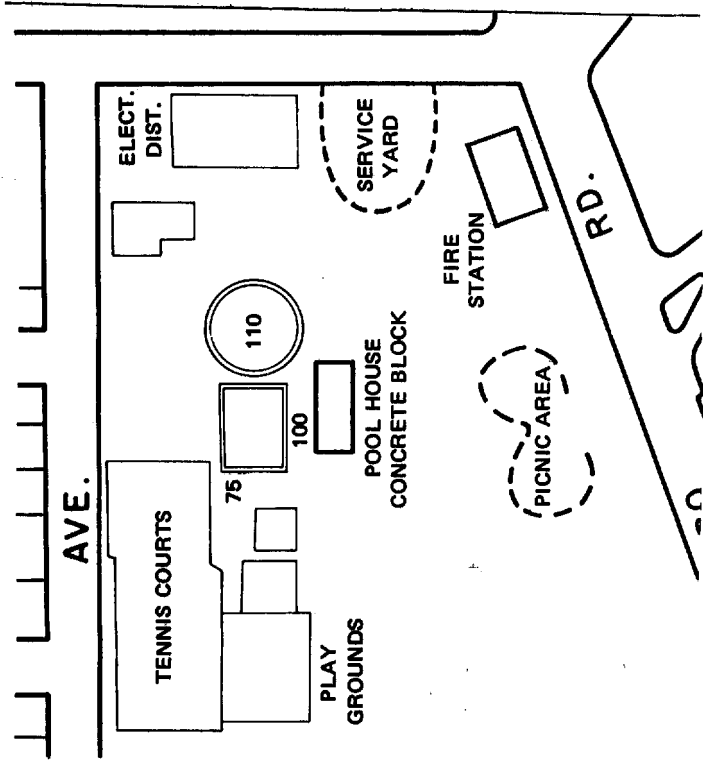 ELECT.
DIST.
SERVICE
YARD
FIRE
STATION
RD.
110
100
75
POOL HOUSE
CONCRETE BLOCK
PICNIC AREA
AVE.
TENNIS COURTS
PLAY
GROUNDS